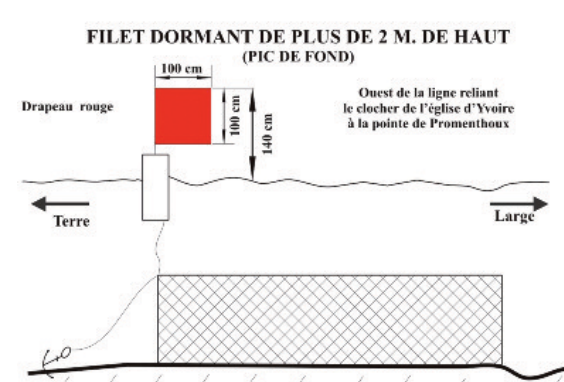 FILET DORMANT DE PLUS DE 2 M. DE HAUT
(PIC DE FOND)
100 cm
Drapeau rouge
100 cm
140 cm
Ouest de la ligne reliant
le clocher de l'église d'Yvoire
à la pointe de Promenthoux
Terre
Large